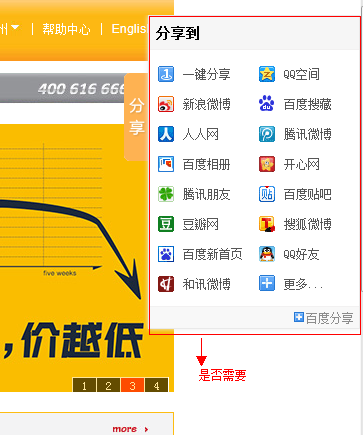 州 | 帮助中心 | Englis
400 616 666
分享
分享到
一键分享 QQ空间
新浪微博 百度搜藏
人人网 腾讯微博
百度相册 开心网
腾讯朋友 百度贴吧
豆瓣网 搜狐微博
百度新首页 QQ好友
和讯微博 更多...
百度分享
five weeks
,价越低
1 2 3 4
是否需要
more ›